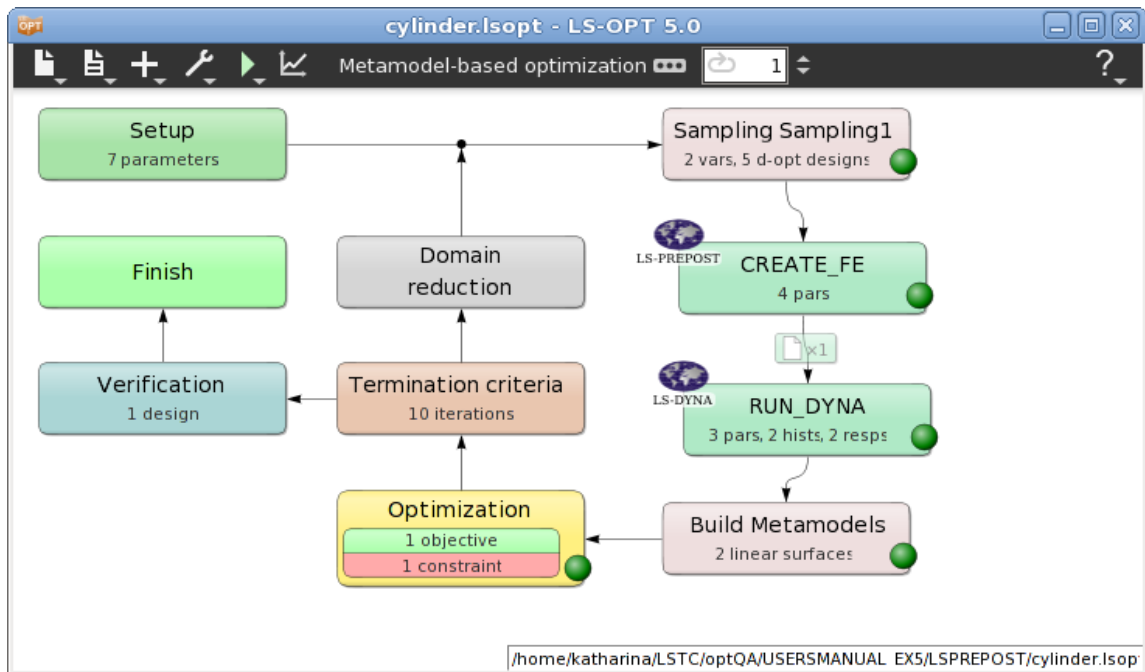 OPT
cylinder.lsopt - LS-OPT 5.0
Metamodel-based optimization
1
?
Setup
7 parameters
Sampling Sampling1
2 vars, 5 d-opt designs
LS-PREPOST
CREATE_FE
4 pars
Finish
Domain
reduction
x1
Verification
1 design
Termination criteria
10 iterations
LS-DYNA
RUN_DYNA
3 pars, 2 hists, 2 resps
Optimization
1 objective
1 constraint
Build Metamodels
2 linear surfaces
/home/katharina/LSTC/optQA/USERSMANUAL_EX5/LSPREPOST/cylinder.lsop